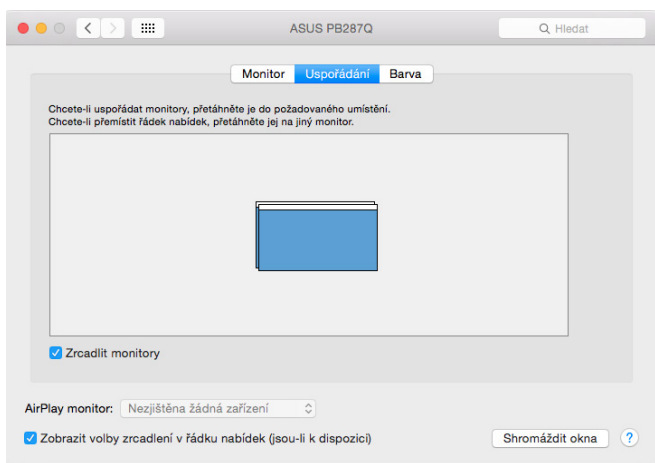 ASUS PB287Q
Hledat
Monitor Uspořádání Barva
Chcete-li uspořádat monitory, přetáhněte je do požadovaného umístění.
Chcete-li přemístit řádek nabídek, přetáhněte jej na jiný monitor.
Zrcadlit monitory
AirPlay monitor: Nezjištěna žádná zařízení
Zobrazit volby zrcadlení v řádku nabídek (jsou-li k dispozici)
Shromáždit okna ?